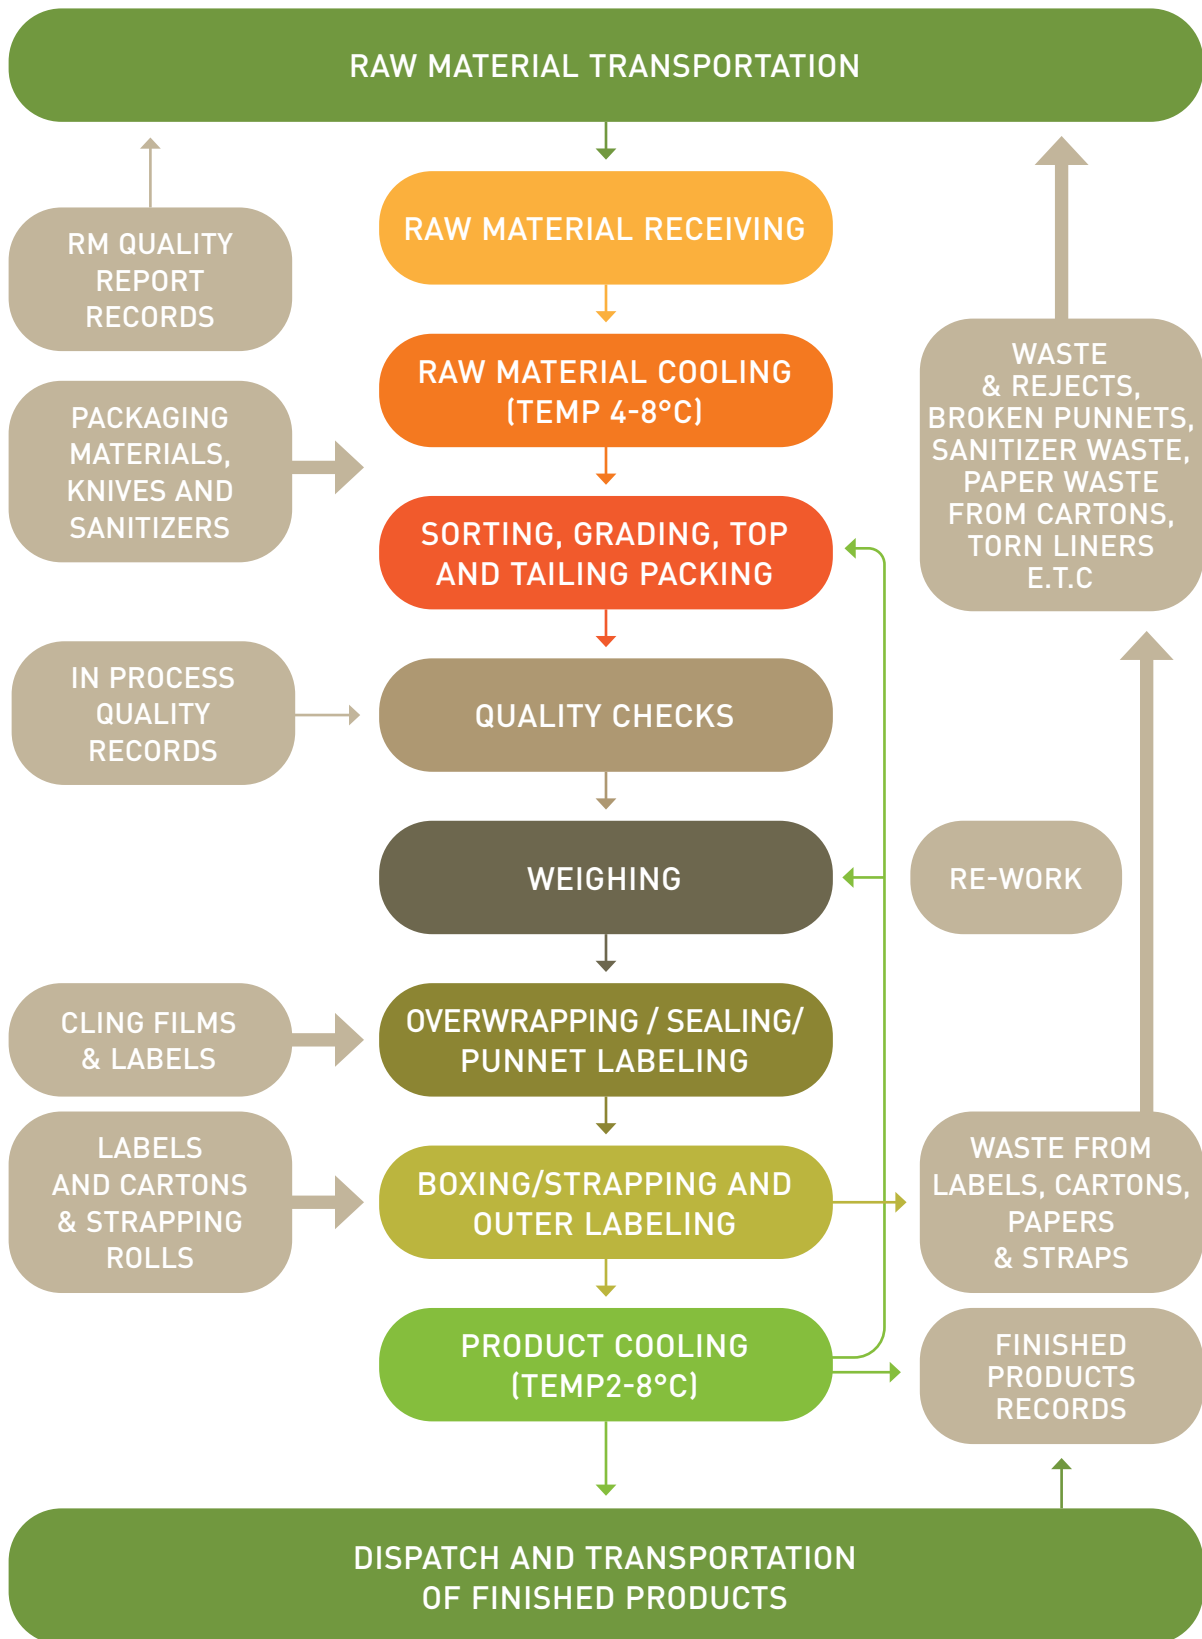 RAW MATERIAL TRANSPORTATION
RAW MATERIAL RECEIVING
RM QUALITY
REPORT
RECORDS
RAW MATERIAL COOLING
(TEMP 4-8°C)
WASTE
& REJECTS,
BROKEN PUNNETS,
SANITIZER WASTE,
PAPER WASTE
FROM CARTONS,
TORN LINERS
E.T.C
PACKAGING
MATERIALS,
KNIVES AND
SANITIZERS
SORTING, GRADING, TOP
AND TAILING PACKING
IN PROCESS
QUALITY
RECORDS
QUALITY CHECKS
WEIGHING
RE-WORK
CLING FILMS
& LABELS
OVERWRAPPING / SEALING/
PUNNET LABELING
LABELS
AND CARTONS
& STRAPPING
ROLLS
BOXING/STRAPPING AND
OUTER LABELING
WASTE FROM
LABELS, CARTONS,
PAPERS
& STRAPS
PRODUCT COOLING
(TEMP2-8°C)
FINISHED
PRODUCTS
RECORDS
DISPATCH AND TRANSPORTATION
OF FINISHED PRODUCTS